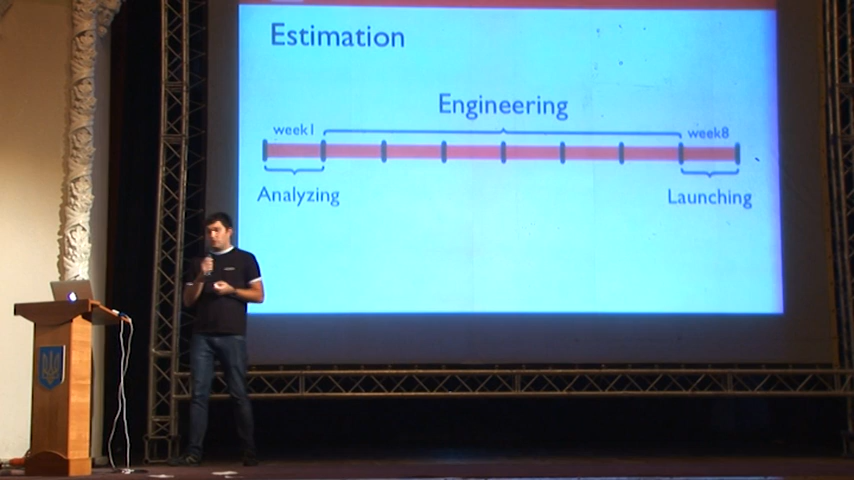 Estimation
Engineering
week1
week8
Analyzing
Launching